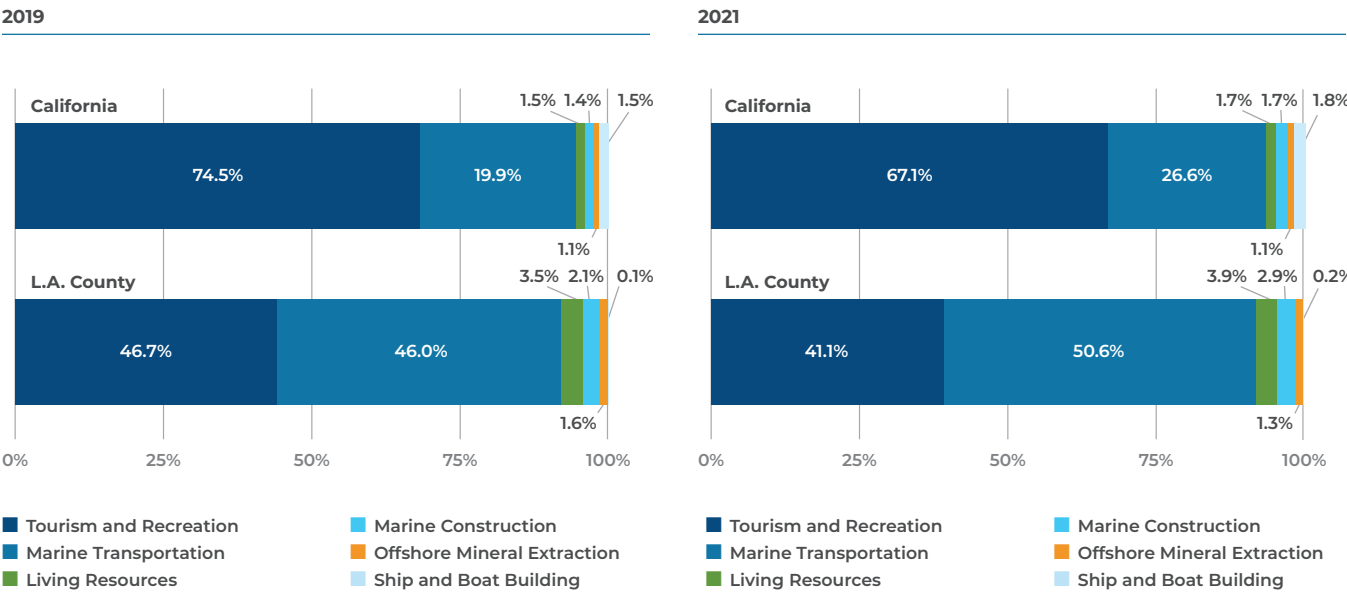 2019
California
1.5% 1.4% 1.5%
74.5% 19.9%
1.1%
L.A. County
3.5% 2.1% 0.1%
46.7% 46.0%
1.6%
0% 25% 50% 75% 100%
Tourism and Recreation
Marine Transportation
Living Resources
Marine Construction
Offshore Mineral Extraction
Ship and Boat Building
2021
California
1.7% 1.7% 1.8%
67.1% 26.6%
1.1%
L.A. County
3.9% 2.9% 0.2%
41.1% 50.6%
1.3%
0% 25% 50% 75% 100%
Tourism and Recreation
Marine Transportation
Living Resources
Marine Construction
Offshore Mineral Extraction
Ship and Boat Building